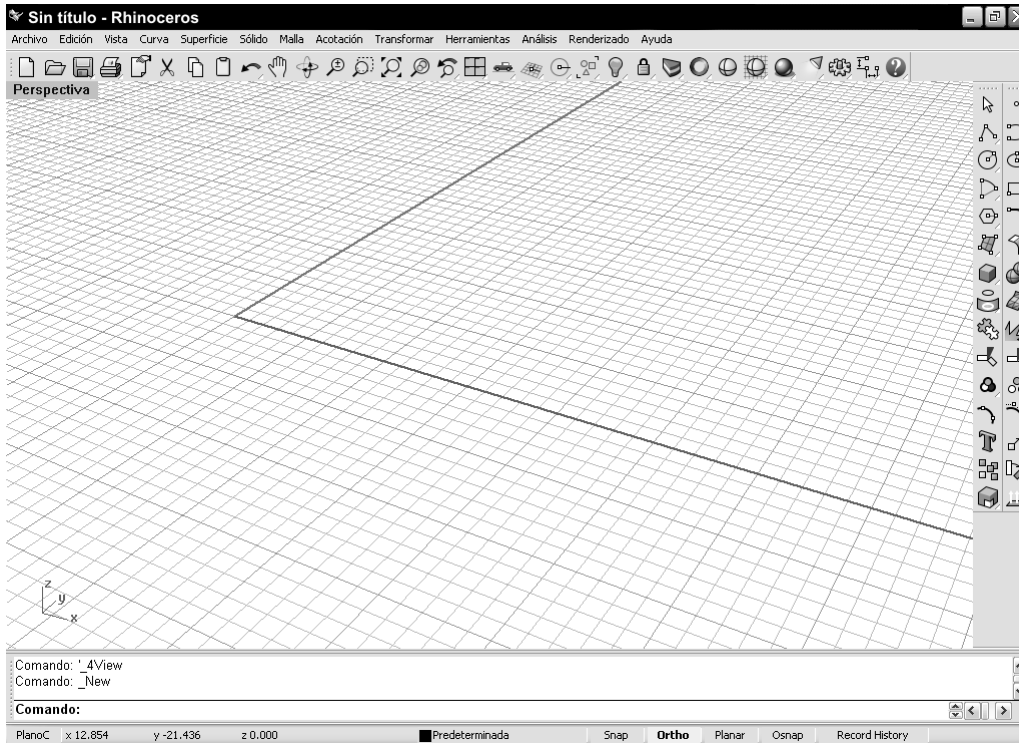 Sin título - Rhinoceros
Archivo Edición Vista Curva Superficie Sólido Malla Acotación Transformar Herramientas Análisis Renderizado Ayuda
Perspectiva
z
y
x
Comando: '_4View
Comando: _New
Comando:
PlanoC x 12.854 y -21.436 z 0.000 Predeterminada Snap Ortho Planar Osnap Record History